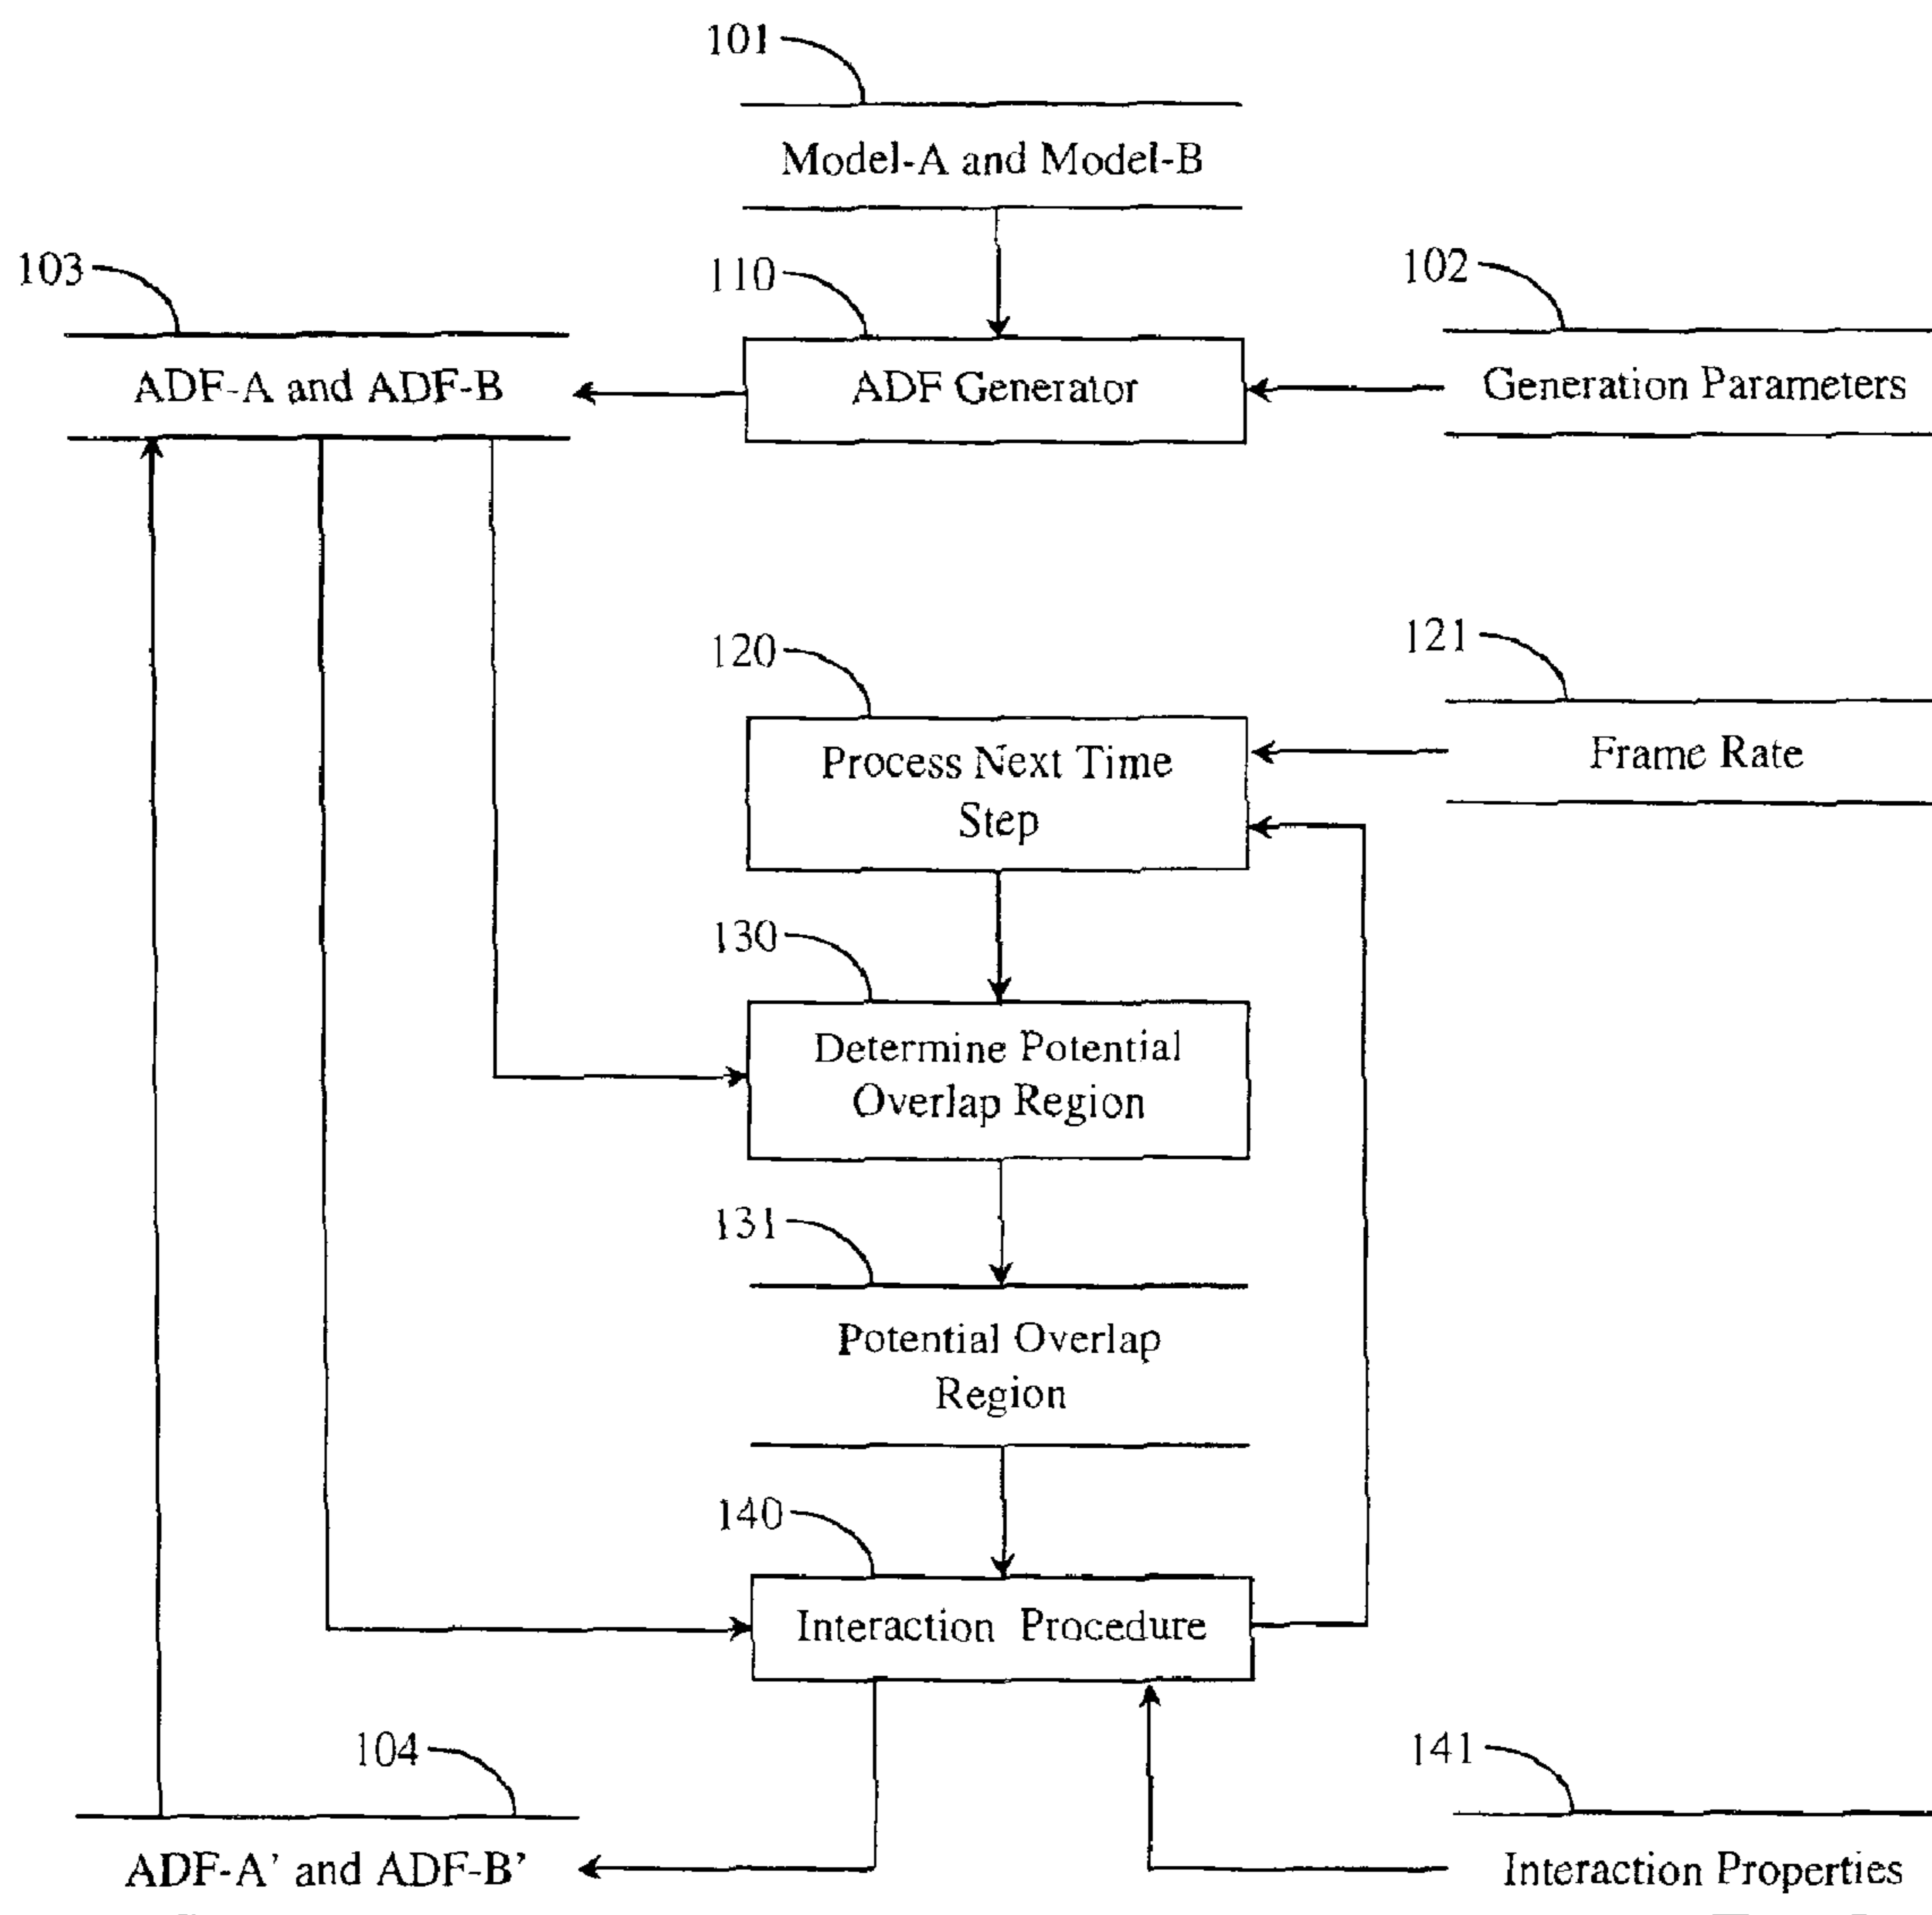 101
Model-A and Model-B
103
110
102
ADF-A and ADF-B
ADF Generator
Generation Parameters
120
121
Process Next Time
Step
Frame Rate
130
Determine Potential
Overlap Region
131
Potential Overlap
Region
140
Interaction Procedure
104
141
ADF-A' and ADF-B'
Interaction Properties